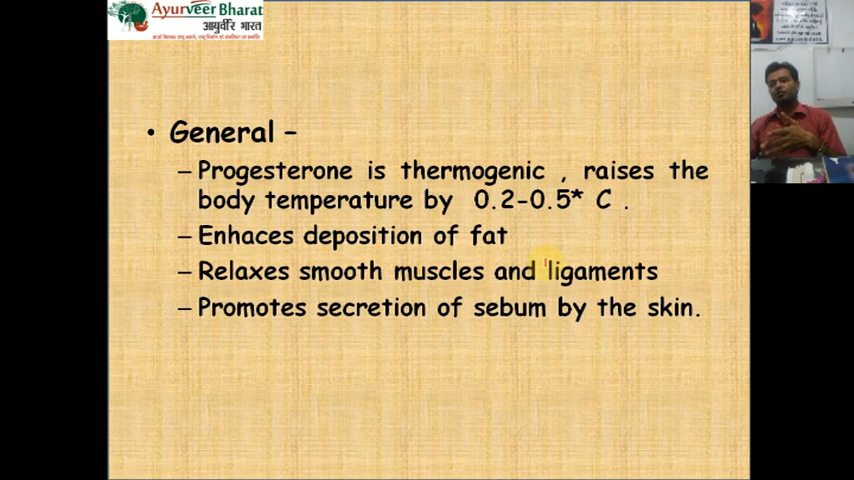 Ayurveer Bharat
आयुर्वीर भारत
• General –
– Progesterone is thermogenic , raises the
body temperature by 0.2-0.5* C .
– Enhaces deposition of fat
– Relaxes smooth muscles and ligaments
– Promotes secretion of sebum by the skin.